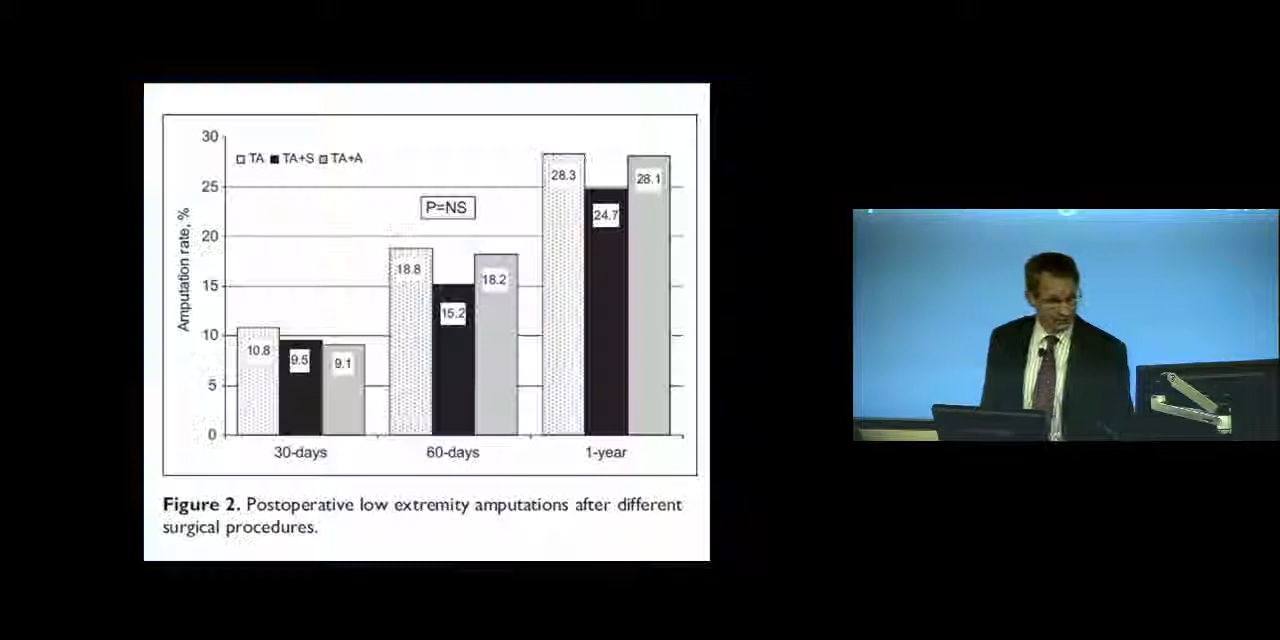 30
TA TA+S TA+A
25
20
15
10
5
0
Amputation rate, %
P=NS
10.8
9.5
9.1
18.8
15.2
18.2
28.3
24.7
28.1
30-days 60-days 1-year
Figure 2. Postoperative low extremity amputations after different
surgical procedures.